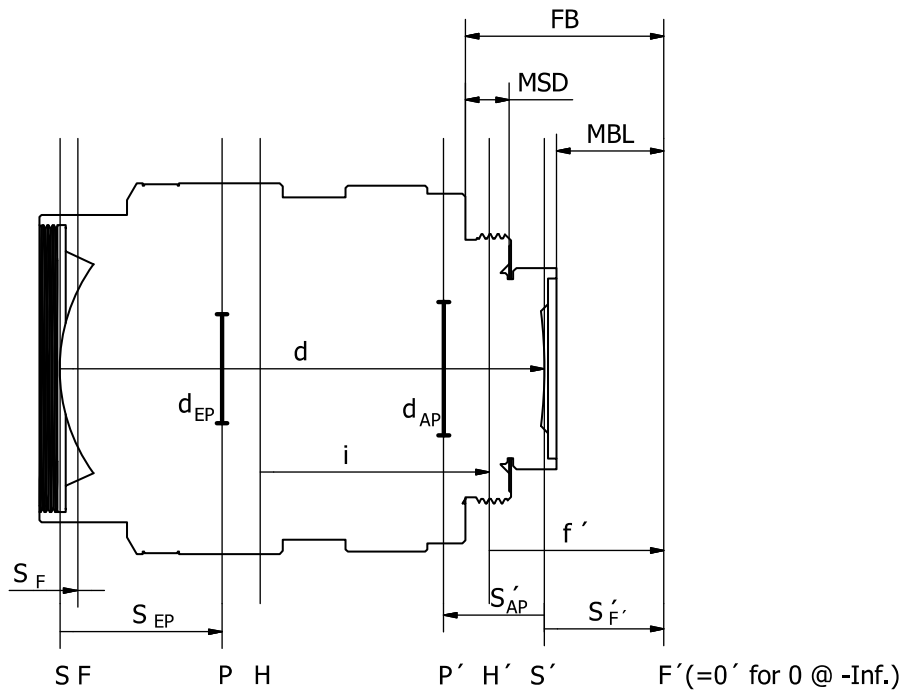 FB
MSD
MBL
d
d EP
d AP
i
f ´
S F
S´ AP
S EP
S´ F´
S F P H P´ H´ S´ F´(=0´ for 0 @ -Inf.)